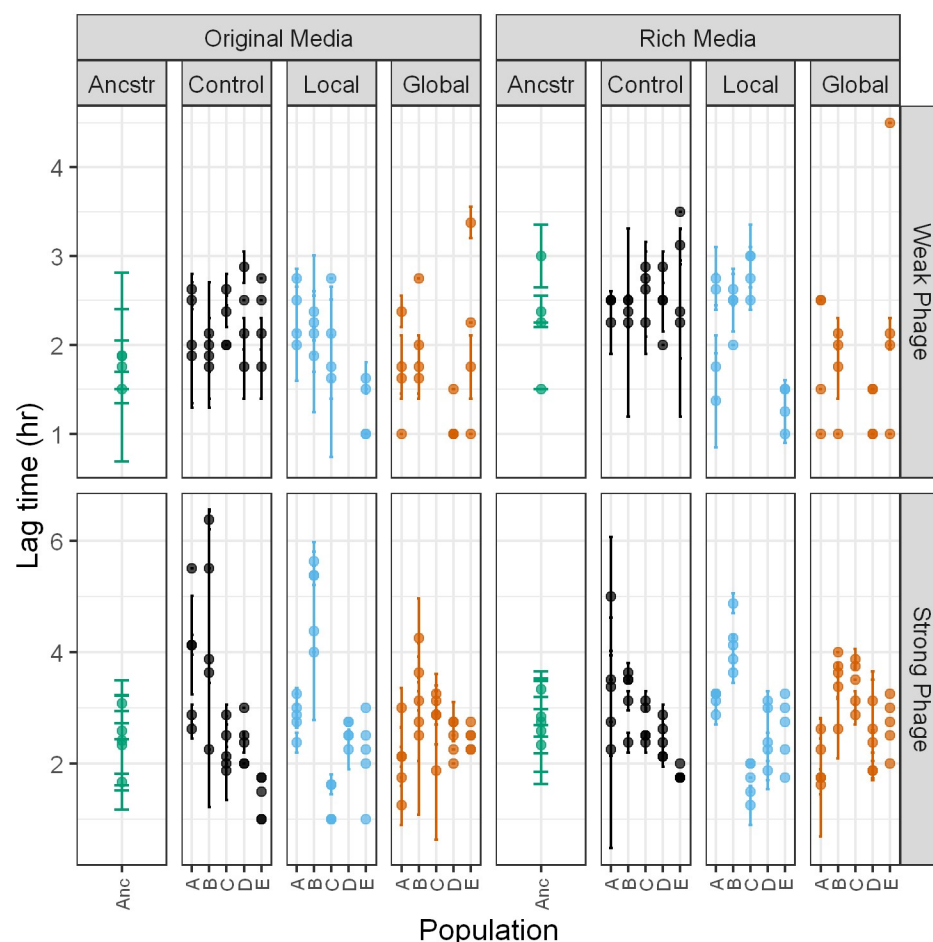 Original Media Rich Media
Ancstr Control Local Global Ancstr Control Local Global
4
3
2
1
Weak Phage
6
4
2
Strong Phage
Lag time (hr)
Anc A B C D E A B C D E A B C D E Anc A B C D E A B C D E A B C D E
Population